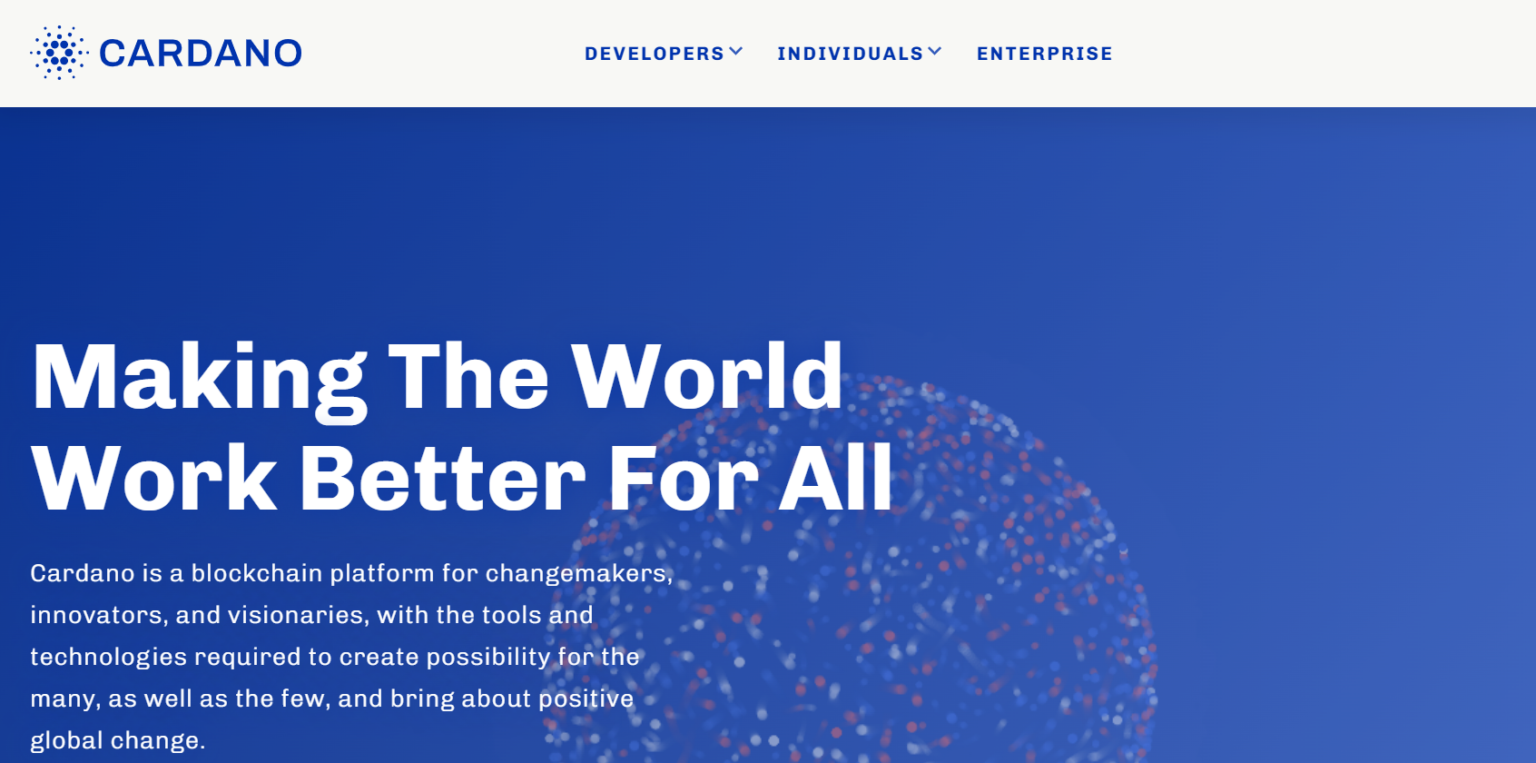 CARDANO
DEVELOPERS
INDIVIDUALS
ENTERPRISE
Making The World
Work Better For All
Cardano is a blockchain platform for changemakers,
innovators, and visionaries, with the tools and
technologies required to create possibility for the
many, as well as the few, and bring about positive
global change.